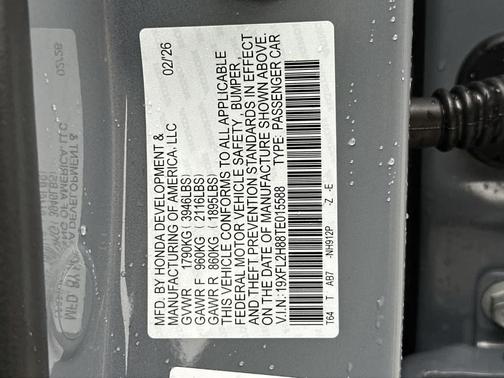 MFD. BY HONDA DEVELOPMENT & 02/26
MANUFACTURING OF AMERICA, LLC
GVWR 1790KG (3946LBS)
GAWR F 960KG (2116LBS)
GAWR R 860KG (1895LBS)
THIS VEHICLE CONFORMS TO ALL APPLICABLE
FEDERAL MOTOR VEHICLE SAFETY, BUMPER,
AND THEFT PREVENTION STANDARDS IN EFFECT
ON THE DATE OF MANUFACTURE SHOWN ABOVE.
V.I.N.: 19XFL2H88TE015588 TYPE: PASSENGER CAR
T64 T AB7 -NH912P -Z -E